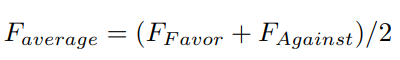 F_{average} = (F_{Favor} + F_{Against})/2